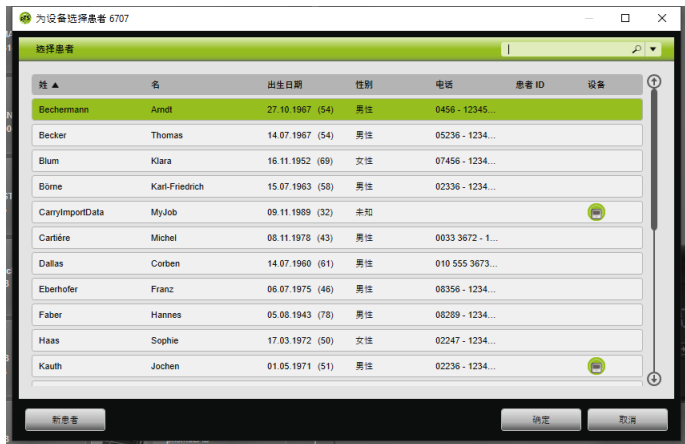 为设备选择患者 6707
选择患者
姓 ▲ 名 出生日期 性别 电话 患者 ID 设备
Bechermann Arndt 27.10.1967 (54) 男性 0456 - 12345...
Becker Thomas 14.07.1967 (54) 男性 05236 - 1234...
Blum Klara 16.11.1952 (69) 女性 07456 - 1234...
Börne Karl-Friedrich 15.07.1963 (58) 男性 02336 - 1234...
CarryImportData MyJob 09.11.1989 (32) 未知
Cartiére Michel 08.11.1978 (43) 男性 0033 3672 - 1...
Dallas Corben 14.07.1960 (61) 男性 010 555 3673...
Eberhofer Franz 06.07.1975 (46) 男性 08356 - 1234...
Faber Hannes 05.08.1943 (78) 男性 08289 - 1234...
Haas Sophie 17.03.1972 (50) 女性 02247 - 1234...
Kauth Jochen 01.05.1971 (51) 男性 02236 - 1234...
新患者 确定 取消